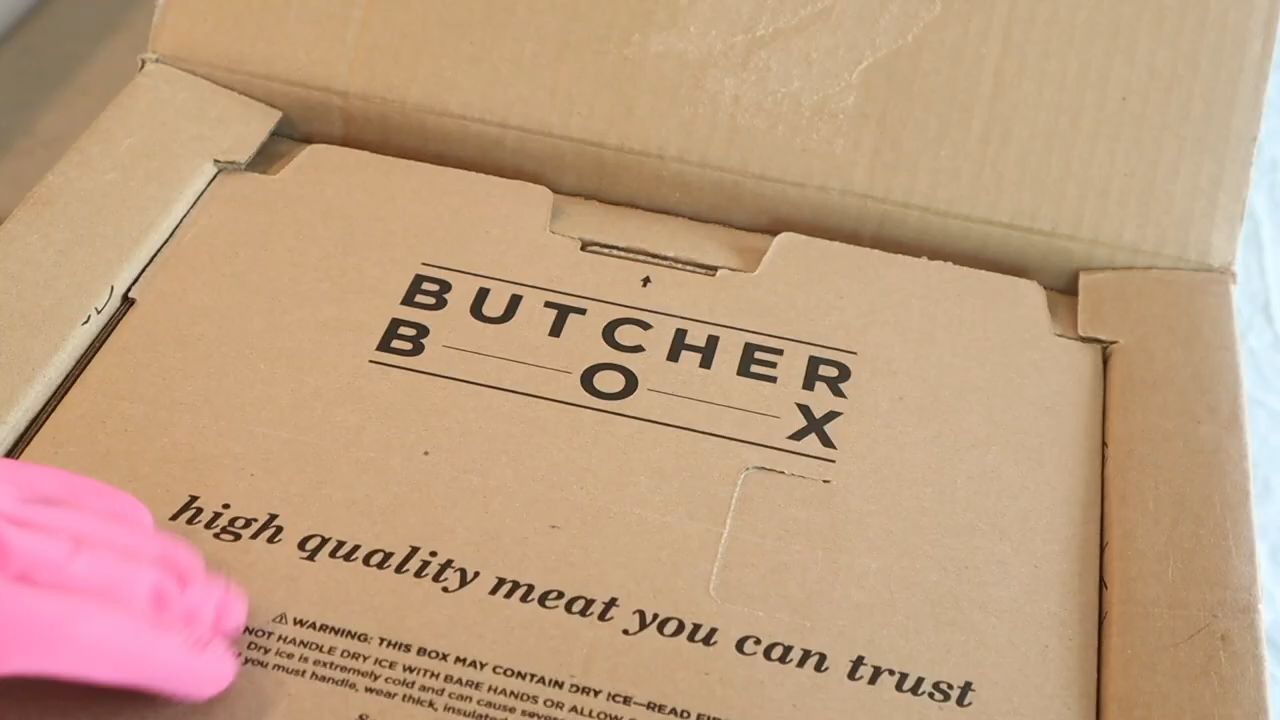 BUTCHER
B O X
high quality meat you can trust
WARNING: THIS BOX MAY CONTAIN DRY ICE—READ
NOT HANDLE DRY ICE WITH BARE HANDS OR ALLOW
Dry ice is extremely cold and can cause
you must handle, wear thick,